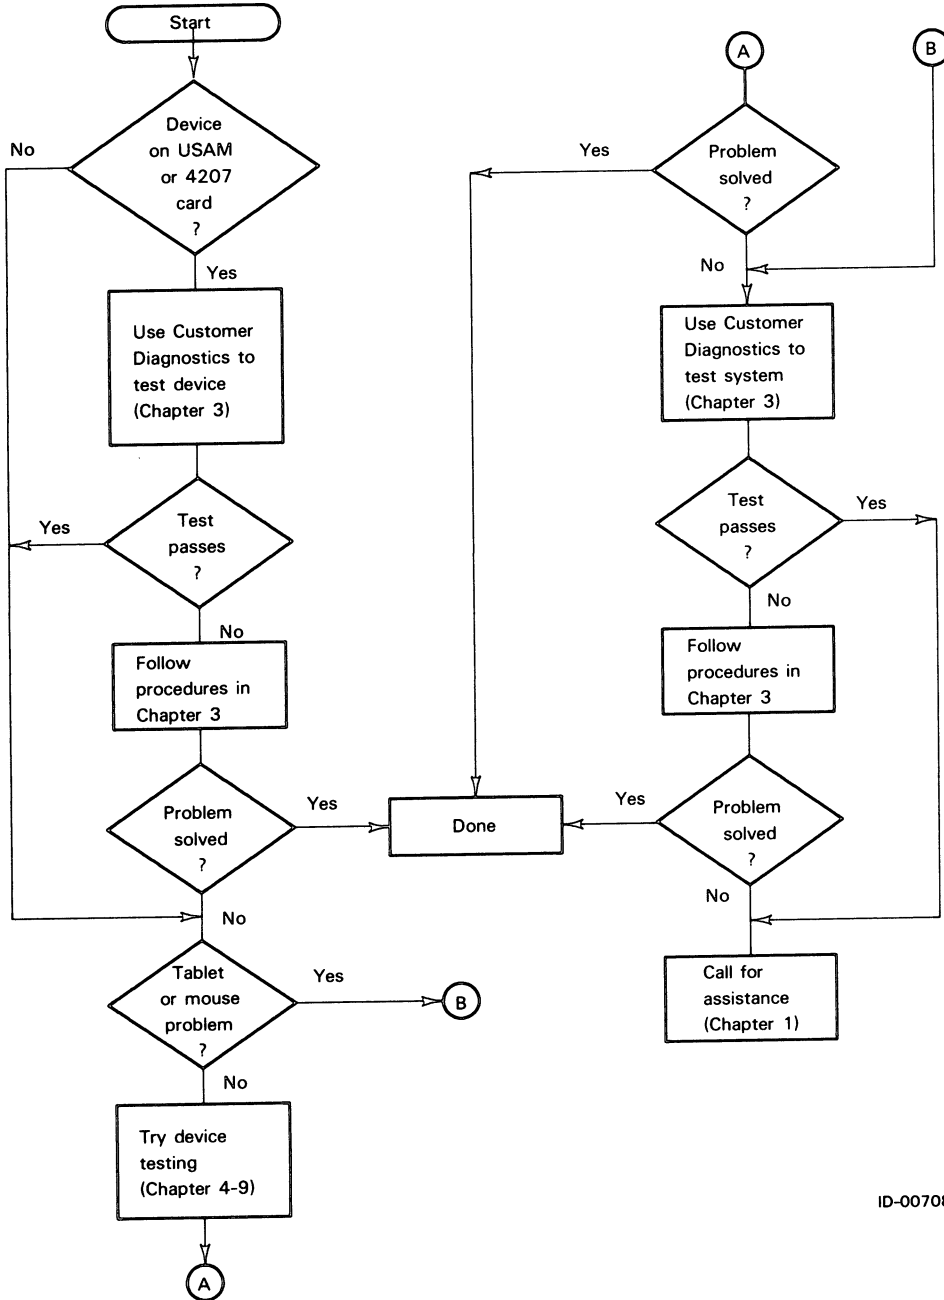 Start
Device
on USAM
or 4207
card
?
No
Yes
Use Customer
Diagnostics to
test device
(Chapter 3)
Test
passes
?
Yes
No
Follow
procedures in
Chapter 3
Problem
solved
?
Yes
Done
No
Tablet
or mouse
problem
?
Yes
B
No
Try device
testing
(Chapter 4-9)
A
A
B
Problem
solved
?
Yes
No
Use Customer
Diagnostics to
test system
(Chapter 3)
Test
passes
?
Yes
No
Follow
procedures in
Chapter 3
Problem
solved
?
Yes
No
Call for
assistance
(Chapter 1)
ID-00708